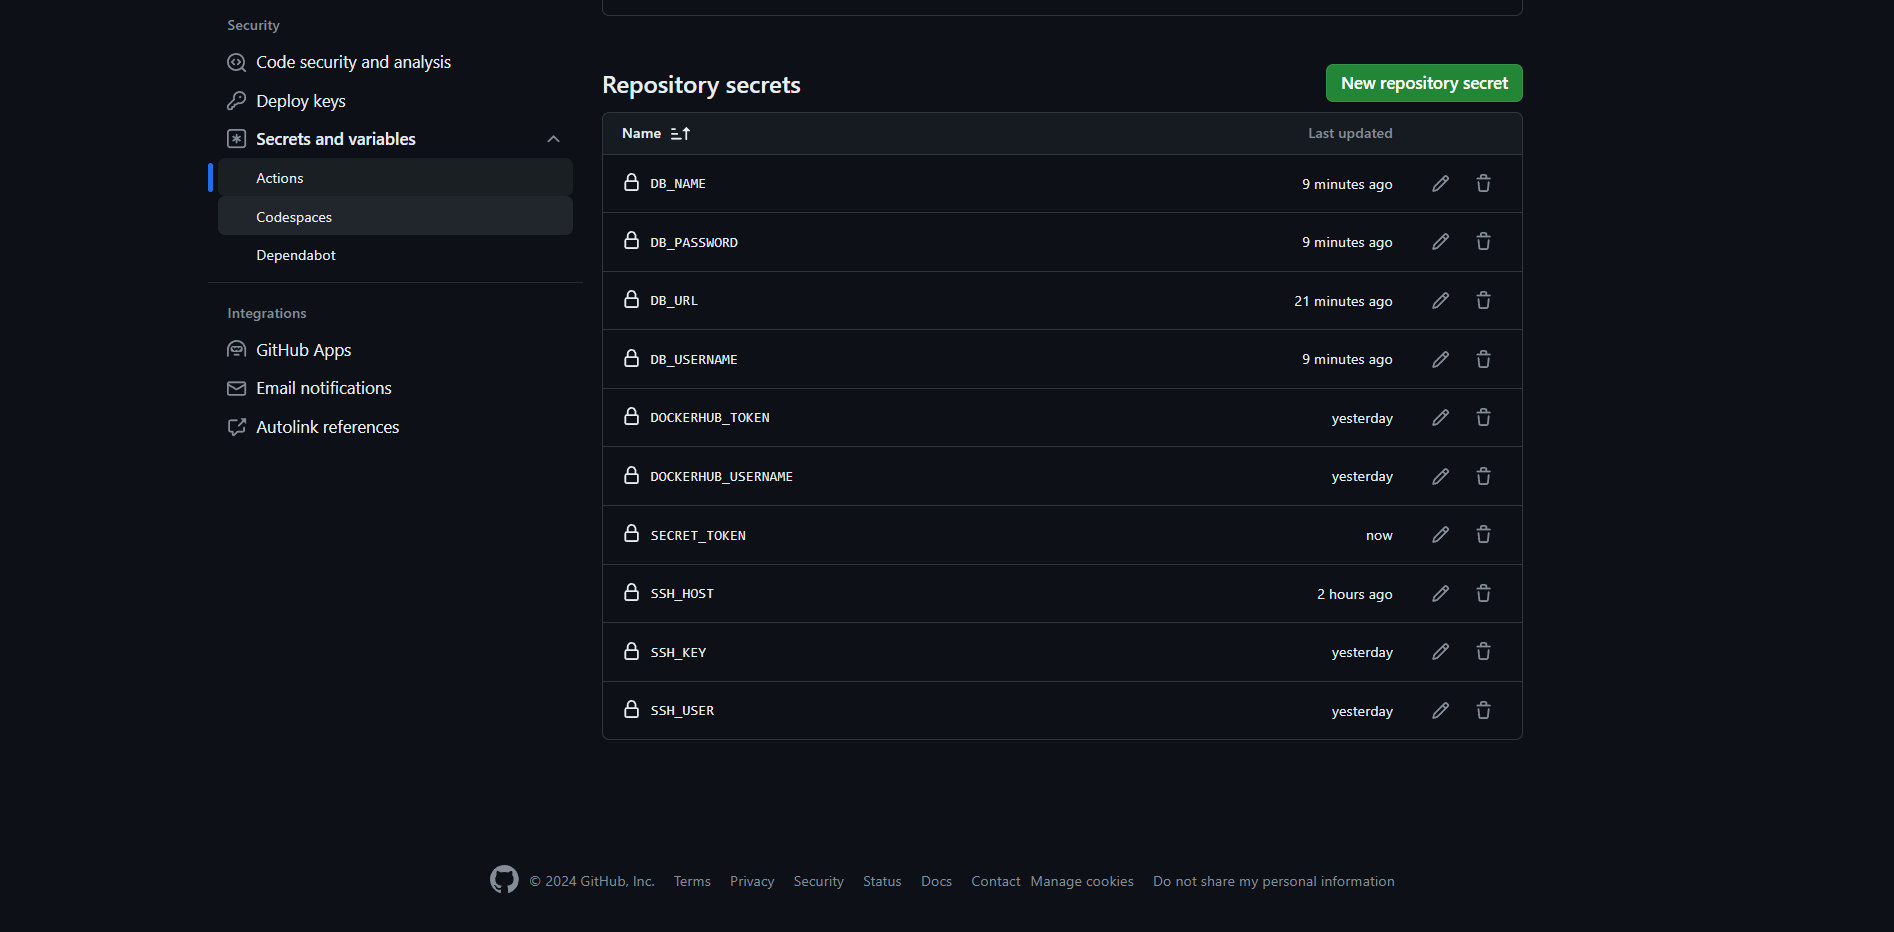 Security
Code security and analysis
Deploy keys
Secrets and variables
Actions
Codespaces
Dependabot
Integrations
GitHub Apps
Email notifications
Autolink references
Repository secrets
New repository secret
Name Last updated
DB_NAME 9 minutes ago
DB_PASSWORD 9 minutes ago
DB_URL 21 minutes ago
DB_USERNAME 9 minutes ago
DOCKERHUB_TOKEN yesterday
DOCKERHUB_USERNAME yesterday
SECRET_TOKEN now
SSH_HOST 2 hours ago
SSH_KEY yesterday
SSH_USER yesterday
© 2024 GitHub, Inc. Terms Privacy Security Status Docs Contact Manage cookies Do not share my personal information